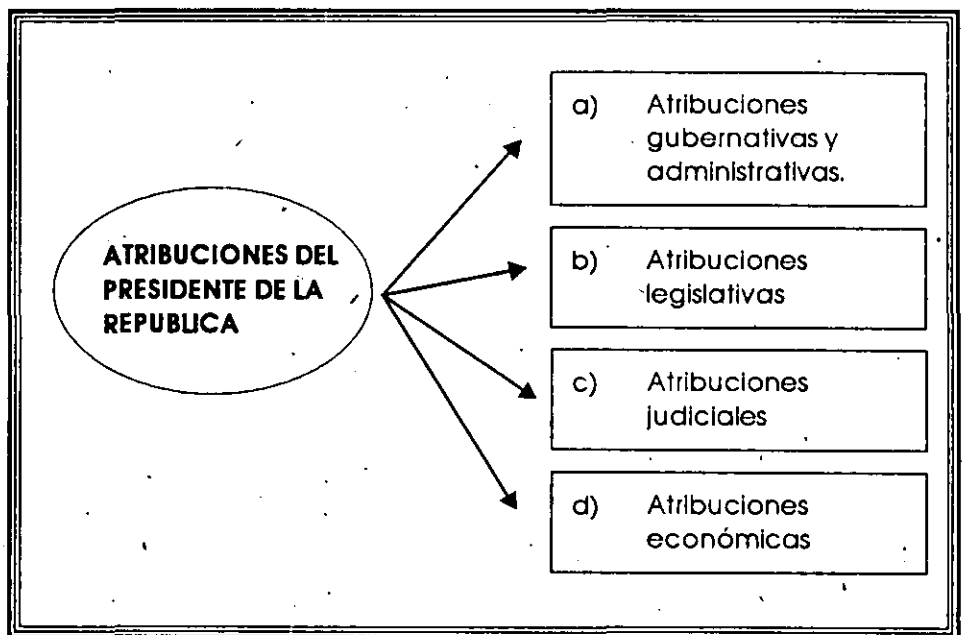 ATRIBUCIONES DEL
PRESIDENTE DE LA
REPUBLICA
a) Atribuciones
gubernativas y
administrativas.
b) Atribuciones
legislativas
c) Atribuciones
judiciales
d) Atribuciones
económicas